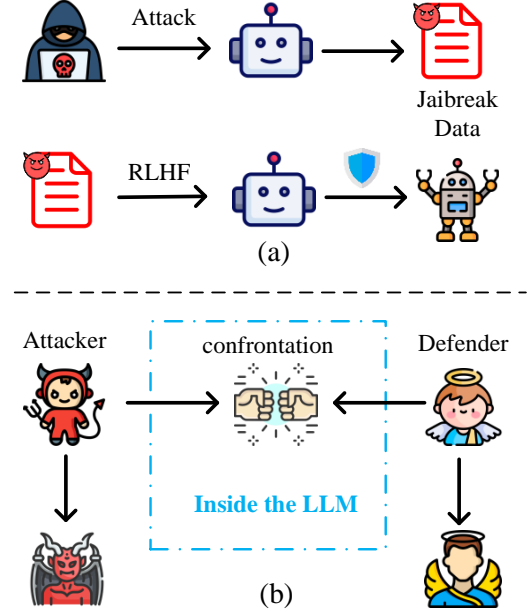 Attack
Jaibreak
Data
RLHF
(a)
Attacker
confrontation
Defender
Inside the LLM
(b)